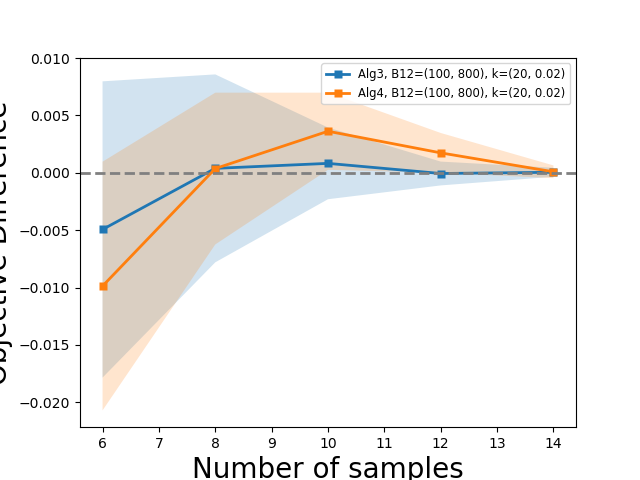 0.010
0.005
0.000
−0.005
−0.010
−0.015
−0.020
Objective Difference
Alg3, B12=(100, 800), k=(20, 0.02)
Alg4, B12=(100, 800), k=(20, 0.02)
6 7 8 9 10 11 12 13 14
Number of samples